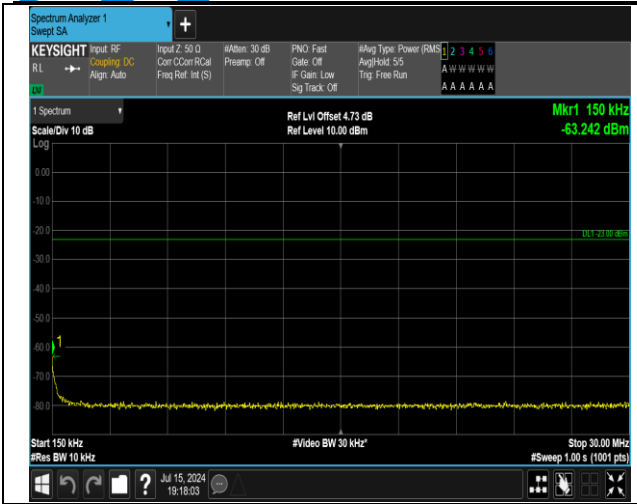 Spectrum Analyzer 1
Swept SA
+
KEYSIGHT Input: RF Input Z: 50 Ω #Atten: 30 dB PNO: Fast #Avg Type: Power (RMS 1 2 3 4 5 6
RL Coupling: DC Corr CCorr RCal Preamp: Off Gate: Off Avg|Hold: 5/5 A W W W W W
Align: Auto Freq Ref: Int (S) IF Gain: Low Trig: Free Run
LXI Sig Track: Off A A A A A A
1 Spectrum Ref Lvl Offset 4.73 dB Mkr1 150 kHz
Scale/Div 10 dB Ref Level 10.00 dBm -63.242 dBm
Log
0.00
-10.0
-20.0
DL1 -23.00 dBm
-30.0
-40.0
-50.0
-60.0 1
-70.0
-80.0
Start 150 kHz #Video BW 30 kHz* Stop 30.00 MHz
#Res BW 10 kHz #Sweep 1.00 s (1001 pts)
? Jul 15, 2024
19:18:03